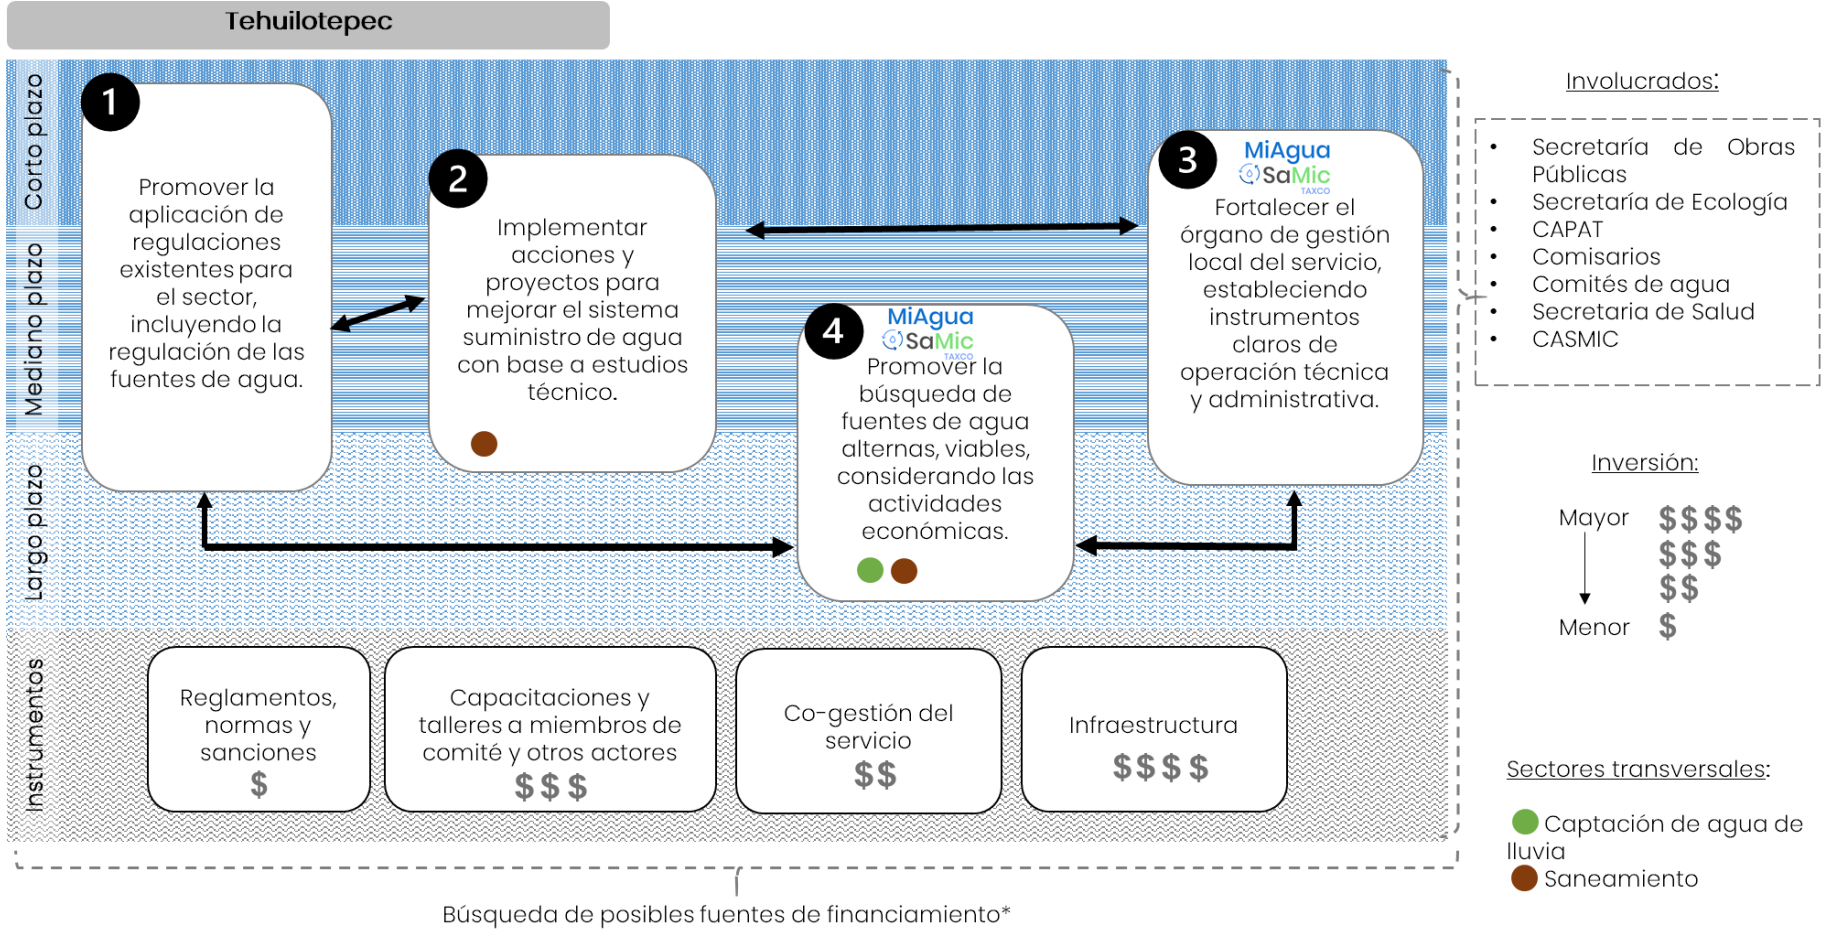 Tehuilotepec
Corto plazo
Mediano plazo
Largo plazo
Instrumentos
1
Promover la
aplicación de
regulaciones
existentes para
el sector,
incluyendo la
regulación de las
fuentes de agua.
2
Implementar
acciones y
proyectos para
mejorar el sistema
suministro de agua
con base a estudios
técnico.
3
MiAgua
SaMic
TAXCO
Fortalecer el
órgano de gestión
local del servicio,
estableciendo
instrumentos
claros de
operación técnica
y administrativa.
4
MiAgua
SaMic
TAXCO
Promover la
búsqueda de
fuentes de agua
alternas, viables,
considerando las
actividades
económicas.
Reglamentos,
normas y
sanciones
$
Capacitaciones y
talleres a miembros de
comité y otros actores
$$$
Co-gestión del
servicio
$$
Infraestructura
$$$$
Búsqueda de posibles fuentes de financiamiento*
Involucrados:
• Secretaría de Obras
Públicas
• Secretaría de Ecología
• CAPAT
• Comisarios
• Comités de agua
• Secretaria de Salud
• CASMIC
Inversión:
Mayor $$$$
$$$
$$
Menor $
Sectores transversales:
Captación de agua de
lluvia
Saneamiento